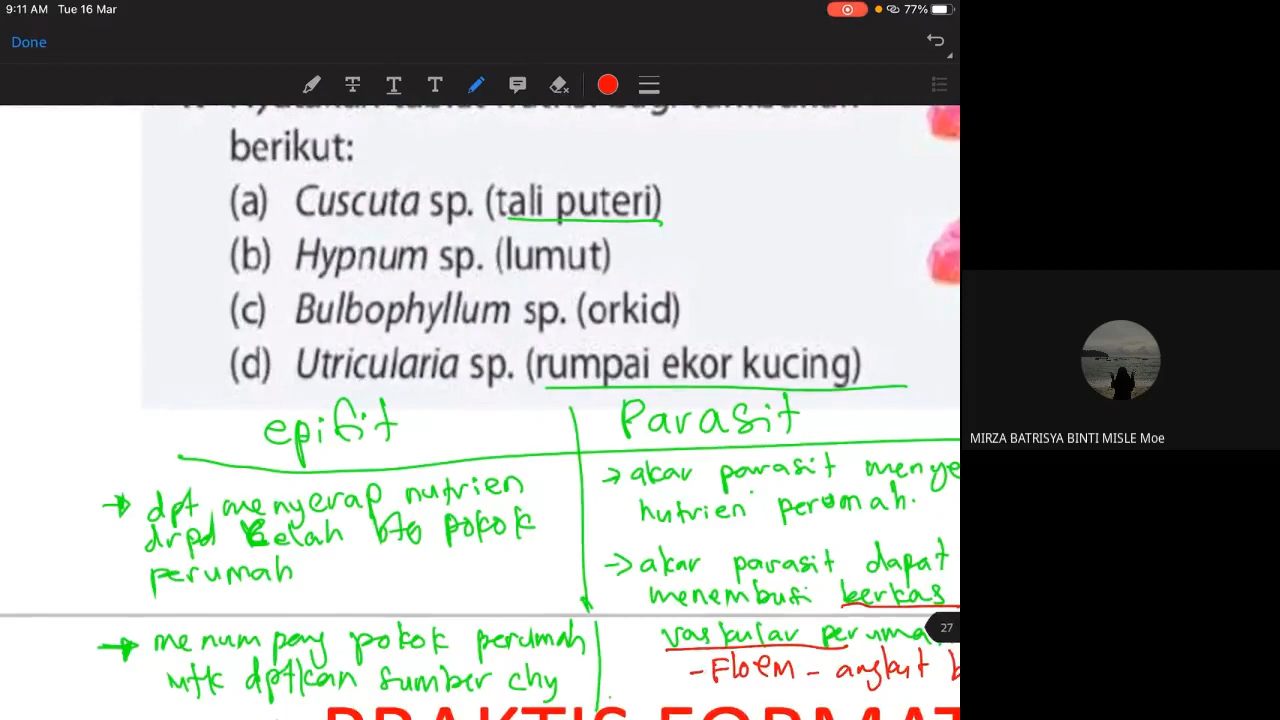 9:11 AM Tue 16 Mar
77%
Done
berikut:
(a) Cuscuta sp. (tali puteri)
(b) Hypnum sp. (lumut)
(c) Bulbophyllum sp. (orkid)
(d) Utricularia sp. (rumpai ekor kucing)
epifit
Parasit
→ dpt menyerap nutrien
drpd celah pokok
perumah
→ menumpang pokok perumah
utk dptkan sumber chy
→ akar parasit menye
nutrien perumah.
→ akar parasit dapat
menembusi berkas
vaskular peruma
- Floem - angkut b
27
PRAKTIS FORMAT
MIRZA BATRISYA BINTI MISLE Moe